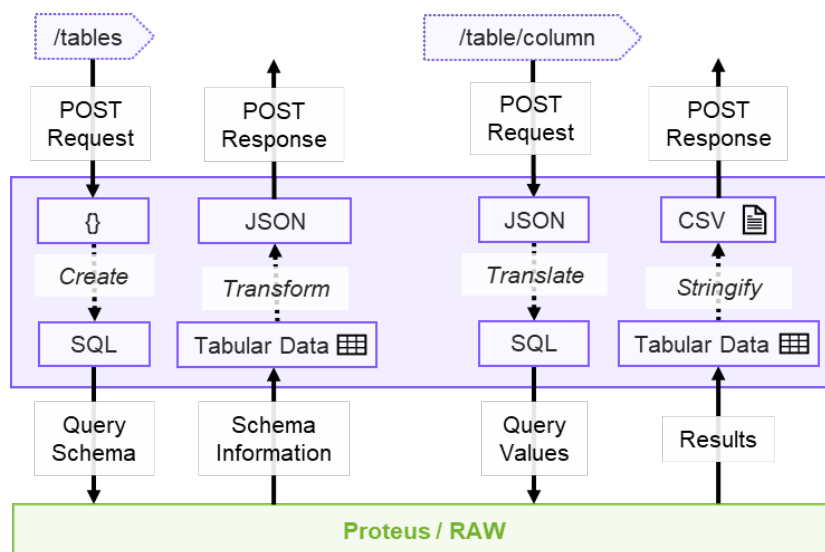 /tables
/table/column
POST
Request
POST
Response
POST
Request
POST
Response
{}
JSON
JSON
CSV
Create
Transform
Translate
Stringify
SQL
Tabular Data
SQL
Tabular Data
Query
Schema
Schema
Information
Query
Values
Results
Proteus / RAW